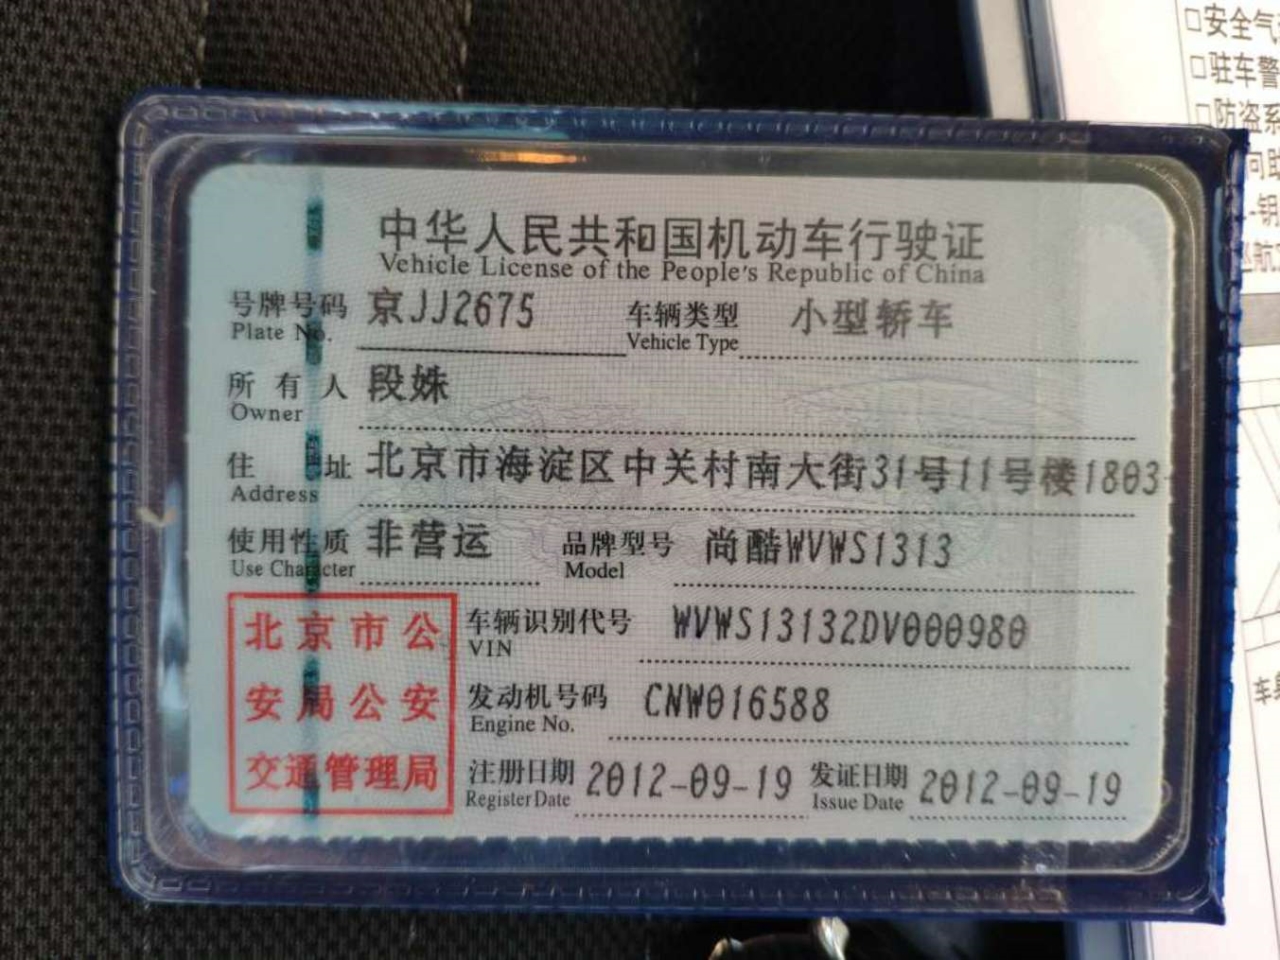 中华人民共和国机动车行驶证
Vehicle License of the People's Republic of China
号牌号码 京JJ2675 车辆类型 小型轿车
Plate No. Vehicle Type
所有人 段姝
Owner
住址 北京市海淀区中关村南大街31号11号楼1803
Address
使用性质 非营运 品牌型号 尚酷WVWS1313
Use Character Model
车辆识别代号 WVWS13132DV000980
VIN
发动机号码 CNW016588
Engine No.
注册日期 2012-09-19 发证日期 2012-09-19
Register Date Issue Date
北京市公
安局公安
交通管理局
□安全气
□驻车警
□防盗系
向助